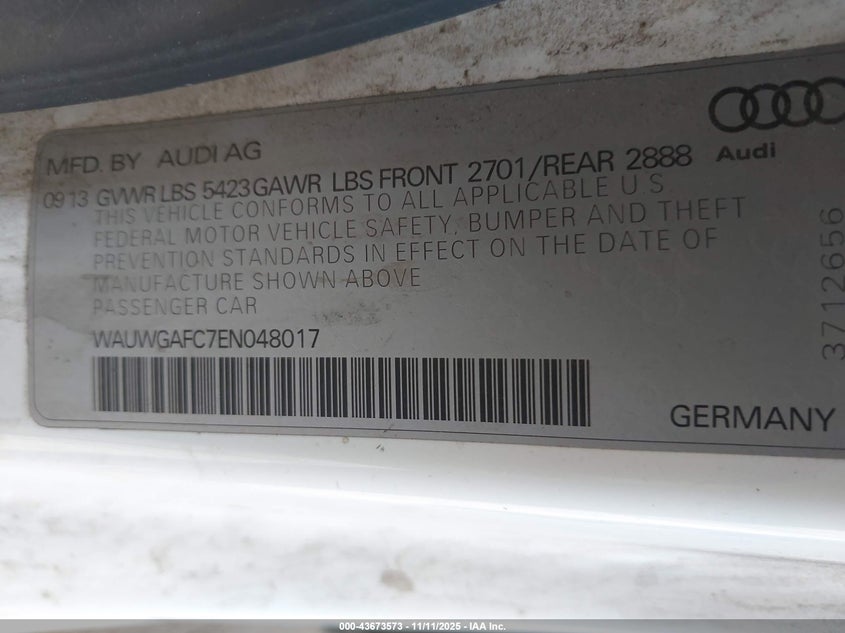 MFD. BY AUDI AG
Audi
09 13 GVWR LBS 5423 GAWR LBS FRONT 2701/REAR 2888
THIS VEHICLE CONFORMS TO ALL APPLICABLE U S
FEDERAL MOTOR VEHICLE SAFETY, BUMPER AND THEFT
PREVENTION STANDARDS IN EFFECT ON THE DATE OF
MANUFACTURE SHOWN ABOVE
PASSENGER CAR
WAUWGAFC7EN048017
GERMANY
3712656
000-43673573 - 11/11/2025 - IAA Inc.